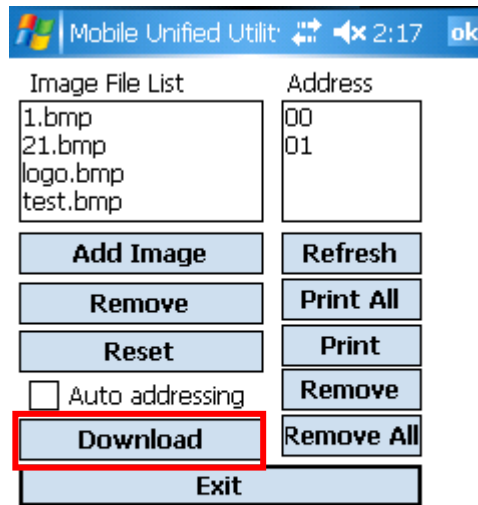 Mobile Unified Utilit 2:17 ok
Image File List
Address
1.bmp
21.bmp
logo.bmp
test.bmp
00
01
Add Image
Remove
Reset
Auto addressing
Download
Refresh
Print All
Print
Remove
Remove All
Exit